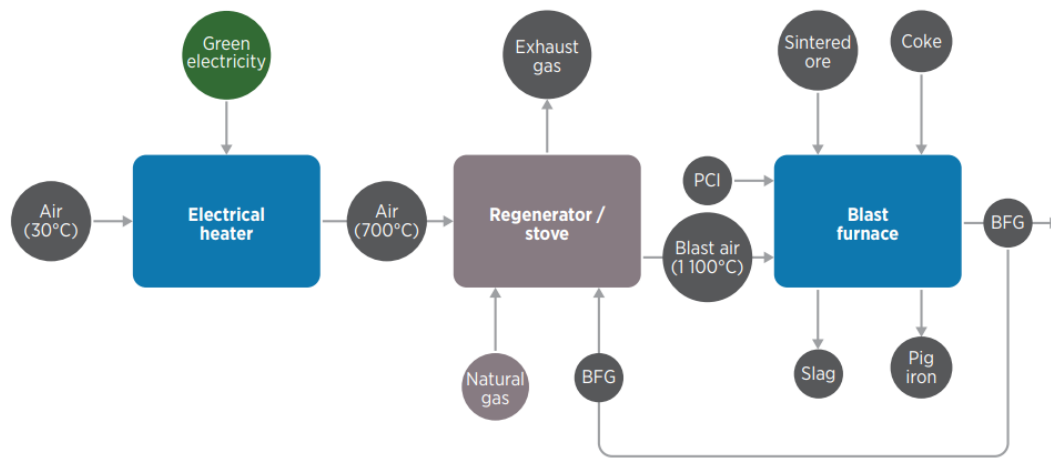 Green
electricity
Exhaust
gas
Sintered
ore
Coke
Air
(30°C)
Electrical
heater
Air
(700°C)
Regenerator /
stove
PCI
Blast air
(1 100°C)
Blast
furnace
BFG
Natural
gas
BFG
Slag
Pig
iron